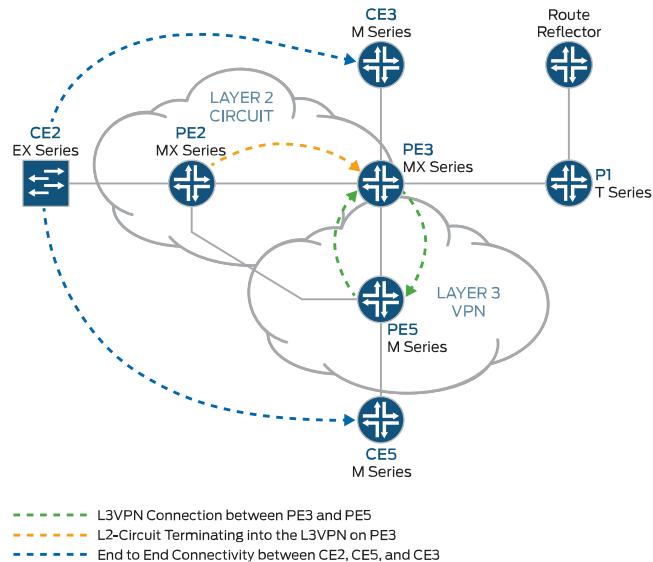 CE3
M Series
Route
Reflector
LAYER 2
CIRCUIT
CE2
EX Series
PE2
MX Series
PE3
MX Series
P1
T Series
LAYER 3
VPN
PE5
M Series
CE5
M Series
L3VPN Connection between PE3 and PE5
L2-Circuit Terminating into the L3VPN on PE3
End to End Connectivity between CE2, CE5, and CE3